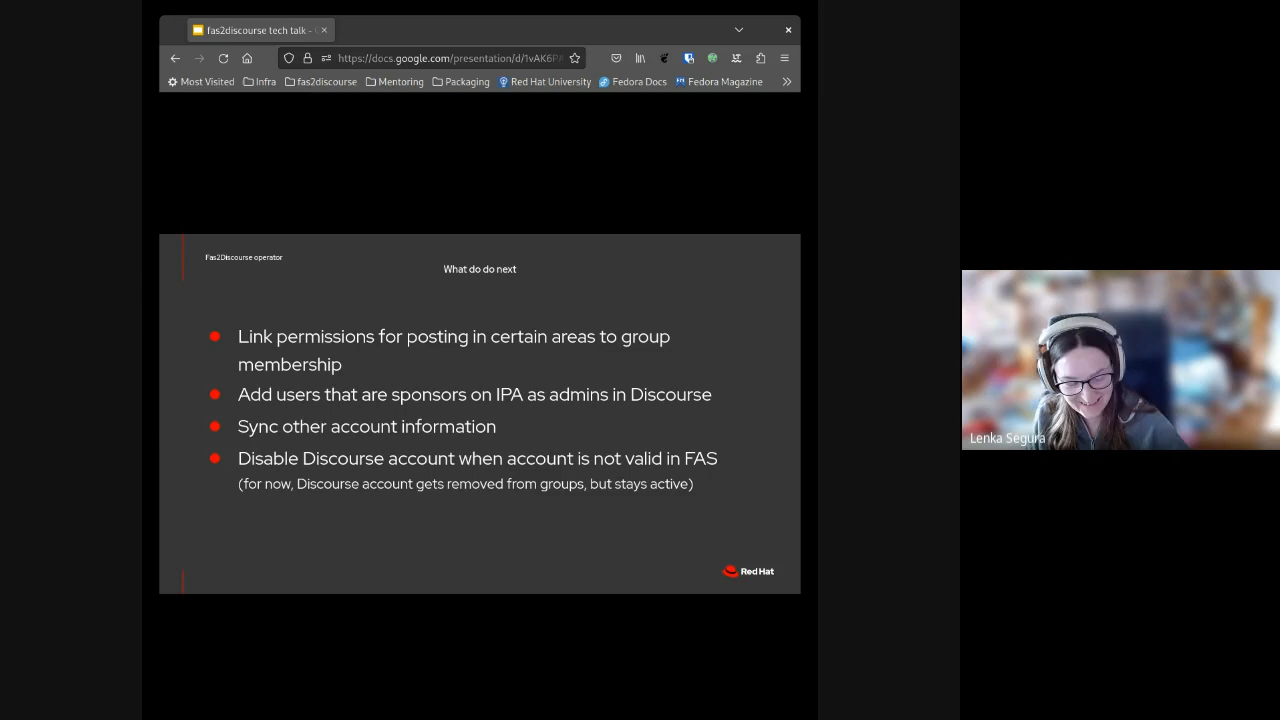 fas2discourse tech talk -
https://docs.google.com/presentation/d/1vAK6P
Most Visited Infra fas2discourse Mentoring Packaging Red Hat University Fedora Docs Fedora Magazine
Fas2Discourse operator
What do do next
Link permissions for posting in certain areas to group
membership
Add users that are sponsors on IPA as admins in Discourse
Sync other account information
Disable Discourse account when account is not valid in FAS
(for now, Discourse account gets removed from groups, but stays active)
Red Hat
Lenka Segura